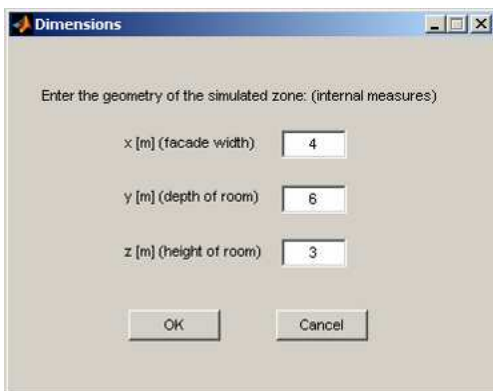 Dimensions
Enter the geometry of the simulated zone: (internal measures)
x [m] (facade width) 4
y [m] (depth of room) 6
z [m] (height of room) 3
OK Cancel